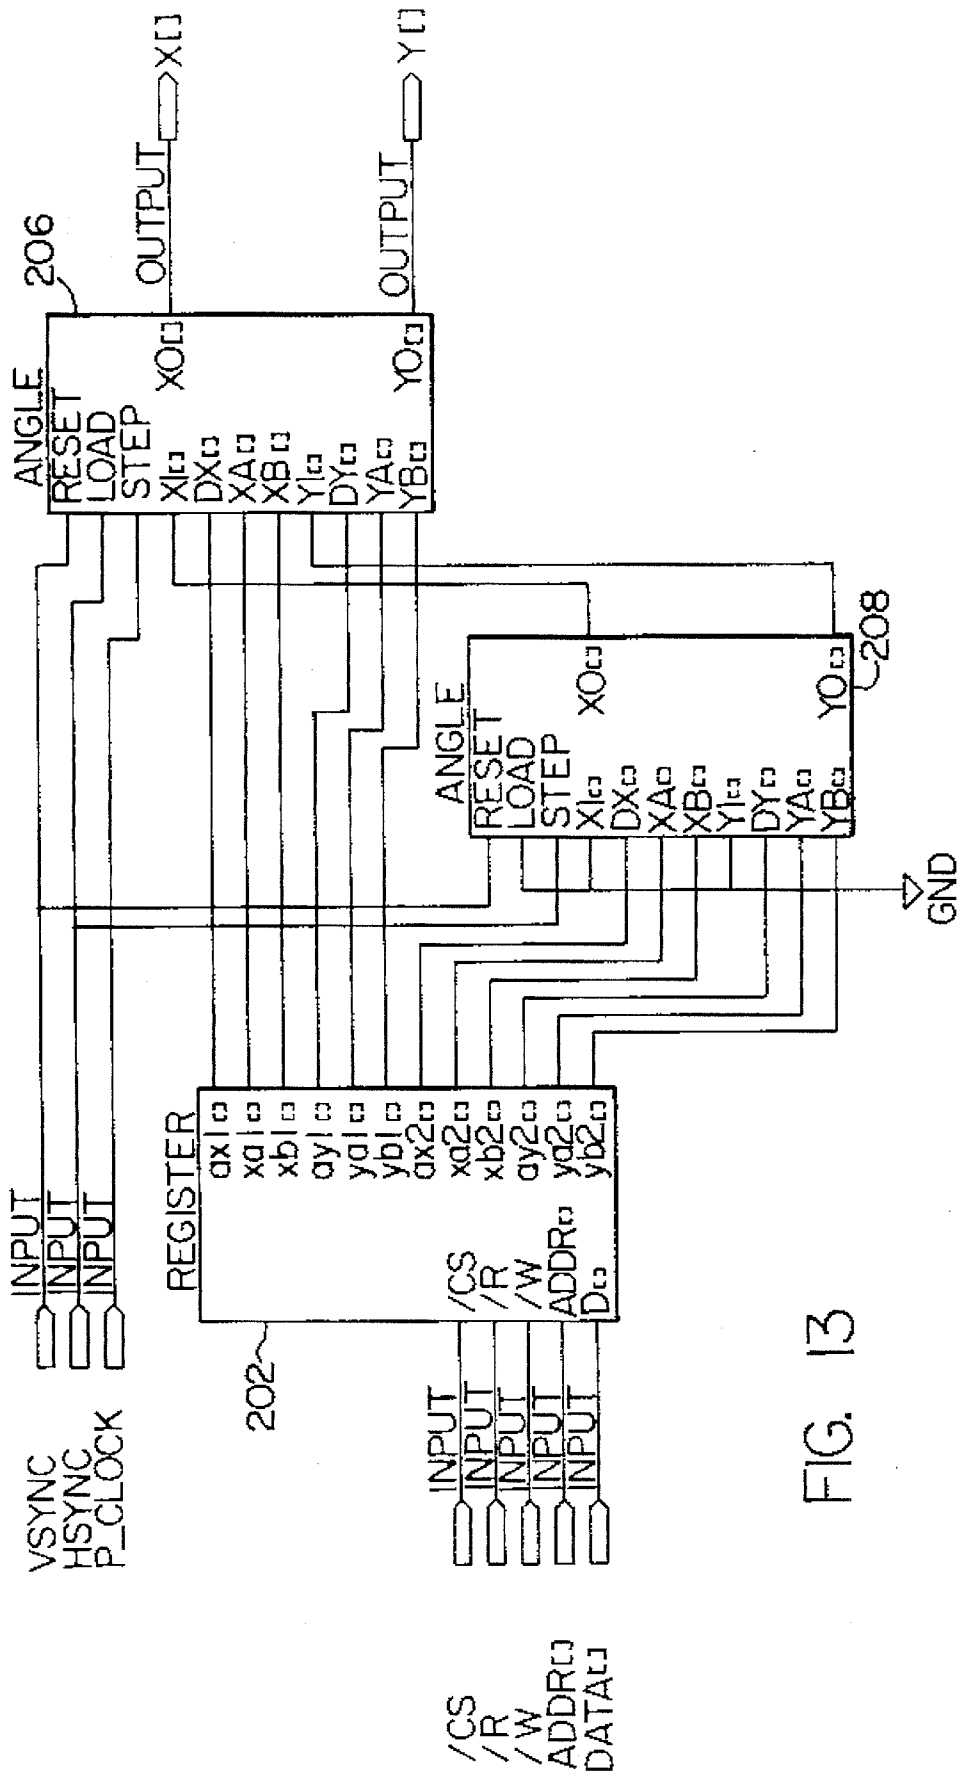 VSYNC
HSYNC
P_CLOCK
INPUT
INPUT
INPUT
/CS
/R
/W
ADDR[]
DATA[]
INPUT
INPUT
INPUT
INPUT
INPUT
202
REGISTER
/CS
/R
/W
ADDR[]
D[]
ax1[]
xa1[]
xb1[]
ay1[]
ya1[]
yb1[]
ax2[]
xa2[]
xb2[]
ay2[]
ya2[]
yb2[]
ANGLE
RESET
LOAD
STEP
XI[]
DX[]
XA[]
XB[]
YI[]
DY[]
YA[]
YB[]
XO[]
YO[]
208
GND
ANGLE
206
RESET
LOAD
STEP
XI[]
DX[]
XA[]
XB[]
YI[]
DY[]
YA[]
YB[]
XO[]
YO[]
OUTPUT
X[]
OUTPUT
Y[]
FIG. 13